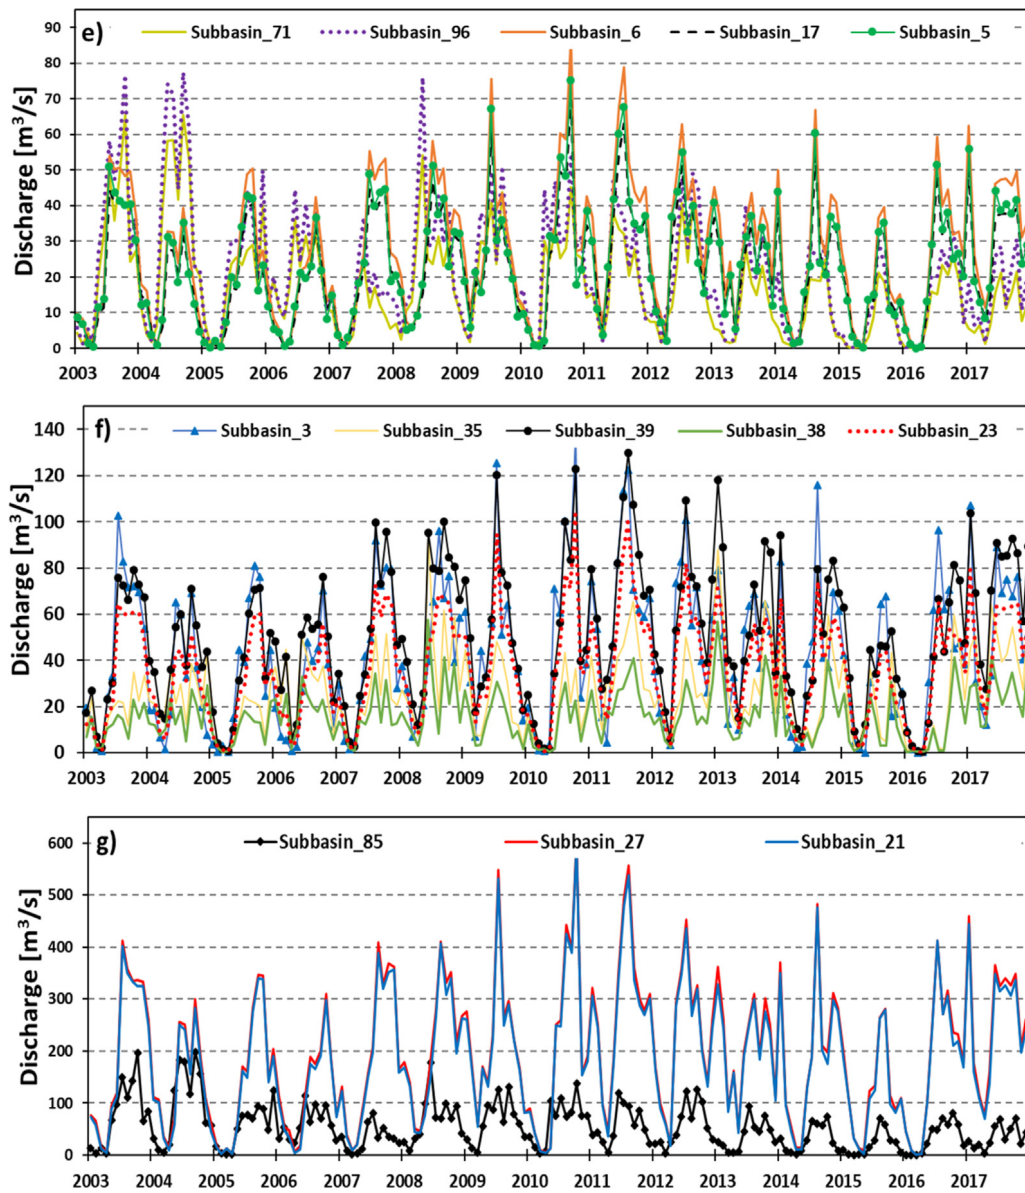 e) Subbasin_71 Subbasin_96 Subbasin_6 Subbasin_17 Subbasin_5
Discharge [m³/s]
90
80
70
60
50
40
30
20
10
0
2003 2004 2005 2006 2007 2008 2009 2010 2011 2012 2013 2014 2015 2016 2017
f) Subbasin_3 Subbasin_35 Subbasin_39 Subbasin_38 Subbasin_23
Discharge [m³/s]
140
120
100
80
60
40
20
0
2003 2004 2005 2006 2007 2008 2009 2010 2011 2012 2013 2014 2015 2016 2017
g) Subbasin_85 Subbasin_27 Subbasin_21
Discharge [m³/s]
600
500
400
300
200
100
0
2003 2004 2005 2006 2007 2008 2009 2010 2011 2012 2013 2014 2015 2016 2017